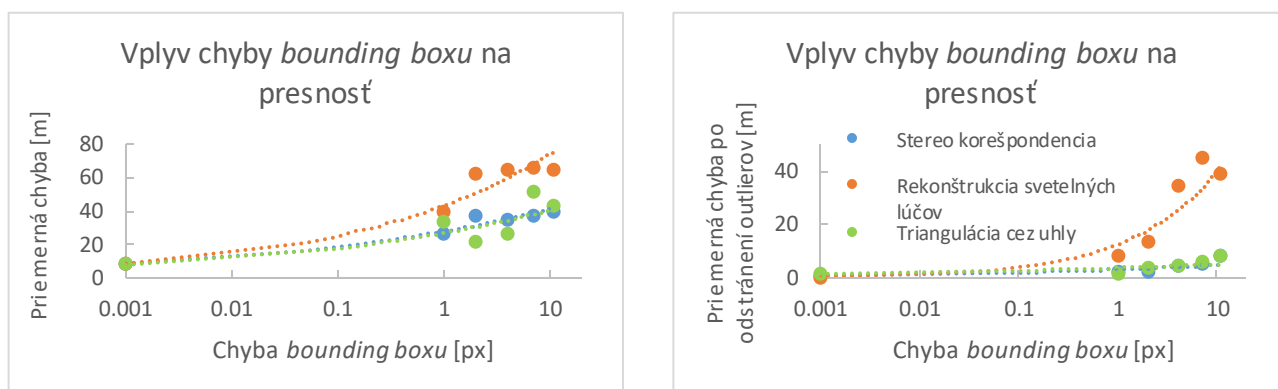 Vplyv chyby bounding boxu na
presnosť
Priemerná chyba [m]
80
60
40
20
0
0.001
0.01
0.1
1
10
Chyba bounding boxu [px]
Vplyv chyby bounding boxu na
presnosť
Priemerná chyba po
odstránení outlierov [m]
40
20
0
Stereo korešpondencia
Rekonštrukcia svetelných
lúčov
Triangulácia cez uhly
0.001
0.01
0.1
1
10
Chyba bounding boxu [px]